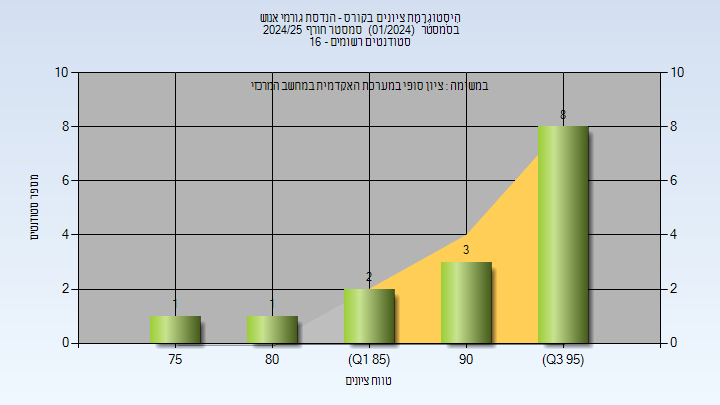 היסטוגרמת ציונים בקורס - הנדסת גורמי אנוש
בסמסטר (01/2024) סמסטר חורף 2024/25
סטודנטים רשומים - 16
במשימה : ציון סופי במערכת האקדמית במחשב המרכזי
10 10
8 8
6 6
4 4
2 2
0 0
1 1 2 3 8
75 80 (Q1 85) 90 (Q3 95)
מספר סטודנטים
טווח ציונים